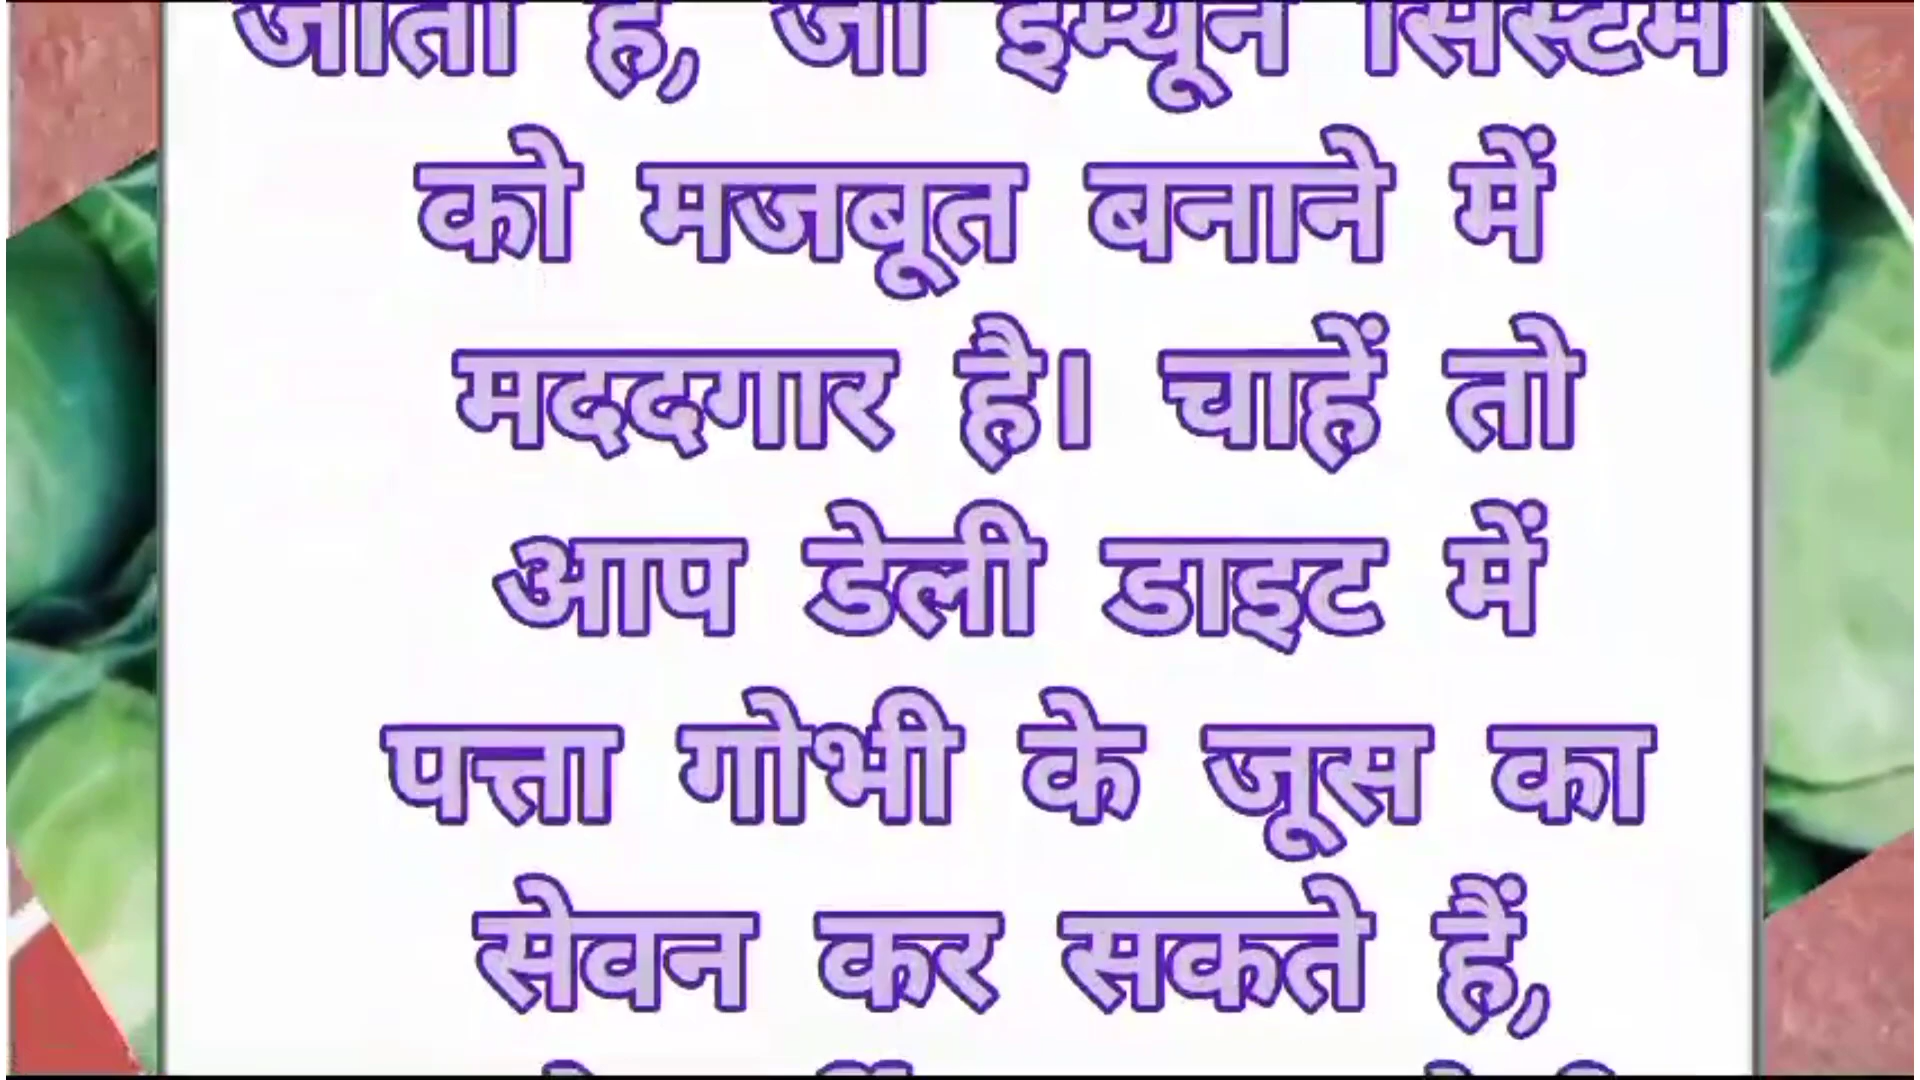 जाता है, जो इम्यून सिस्टम
को मजबूत बनाने में
मददगार है। चाहें तो
आप डेली डाइट में
पत्ता गोभी के जूस का
सेवन कर सकते हैं,